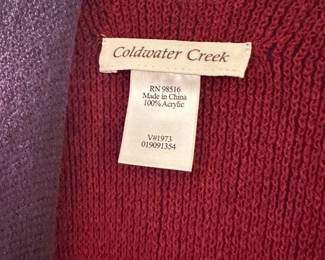 Coldwater Creek
RN 98516
Made in China
100% Acrylic
V#1973
019091354